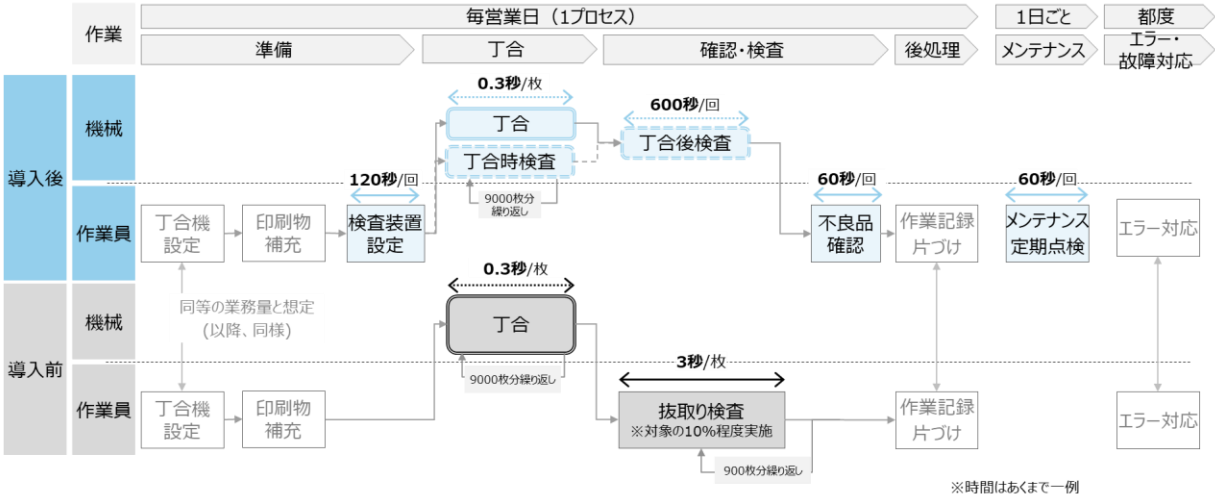 作業
毎営業日（1プロセス）
1日ごと
都度
準備
丁合
確認・検査
後処理
メンテナンス
エラー・
故障対応
導入後
機械
0.3秒/枚
丁合
丁合時検査
9000枚分
繰り返し
600秒/回
丁合後検査
作業員
丁合機
設定
印刷物
補充
120秒/回
検査装置
設定
60秒/回
不良品
確認
作業記録
片づけ
60秒/回
メンテナンス
定期点検
エラー対応
同等の業務量と想定
(以降、同様)
導入前
機械
0.3秒/枚
丁合
9000枚分繰り返し
作業員
丁合機
設定
印刷物
補充
3秒/枚
抜取り検査
※対象の10%程度実施
900枚分繰り返し
作業記録
片づけ
エラー対応
※時間はあくまで一例